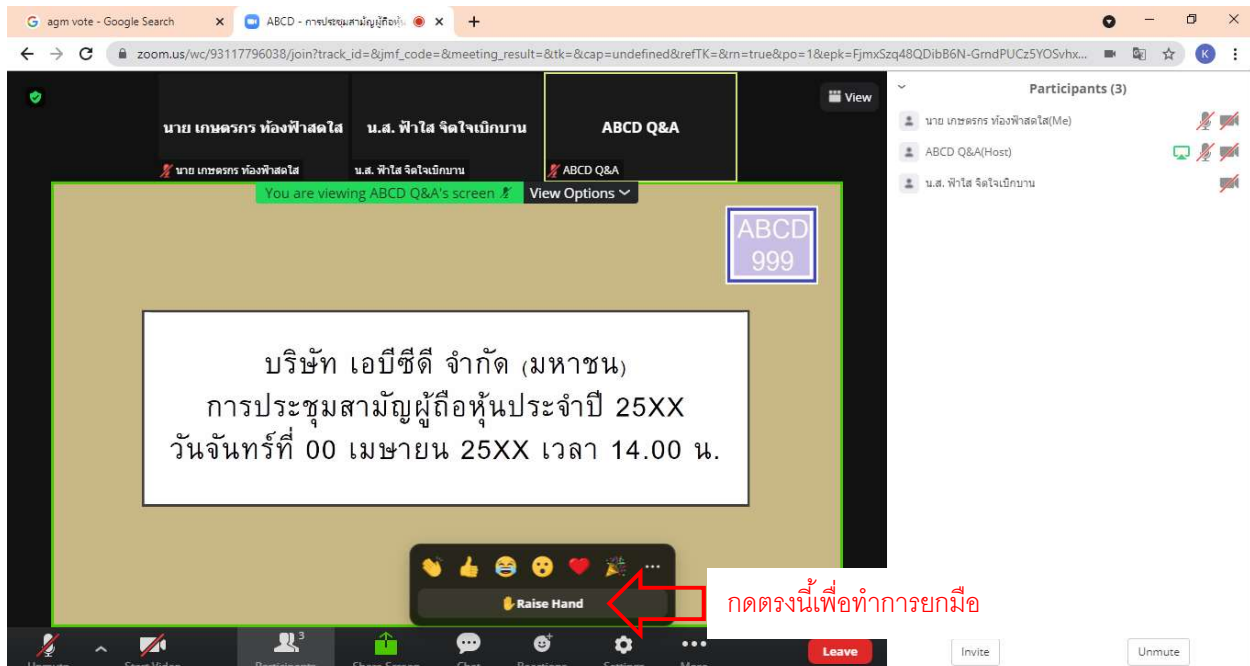 agm vote - Google Search
ABCD - การประชุมสามัญผู้ถือหุ้น
zoom.us/wc/93117796038/join?track_id=&jmf_code=&meeting_result=&tk=&cap=undefined&refTK=&rn=true&po=1&epk=FjmxSzq48QDibB6N-GrndPUCz5YOSvhx...
K
View
นาย เกษตรกร ท้องฟ้าสดใส
น.ส. ฟ้าใส จิตใจเบิกบาน
ABCD Q&A
นาย เกษตรกร ท้องฟ้าสดใส
น.ส. ฟ้าใส จิตใจเบิกบาน
ABCD Q&A
You are viewing ABCD Q&A's screen
View Options
ABCD
999
บริษัท เอบีซีดี จำกัด (มหาชน)
การประชุมสามัญผู้ถือหุ้นประจำปี 25XX
วันจันทร์ที่ 00 เมษายน 25XX เวลา 14.00 น.
Raise Hand
กดตรงนี้เพื่อทำการยกมือ
Unmute
Start Video
Participants
3
Share Screen
Chat
Reactions
Settings
More
Leave
Participants (3)
นาย เกษตรกร ท้องฟ้าสดใส(Me)
ABCD Q&A(Host)
น.ส. ฟ้าใส จิตใจเบิกบาน
Invite
Unmute